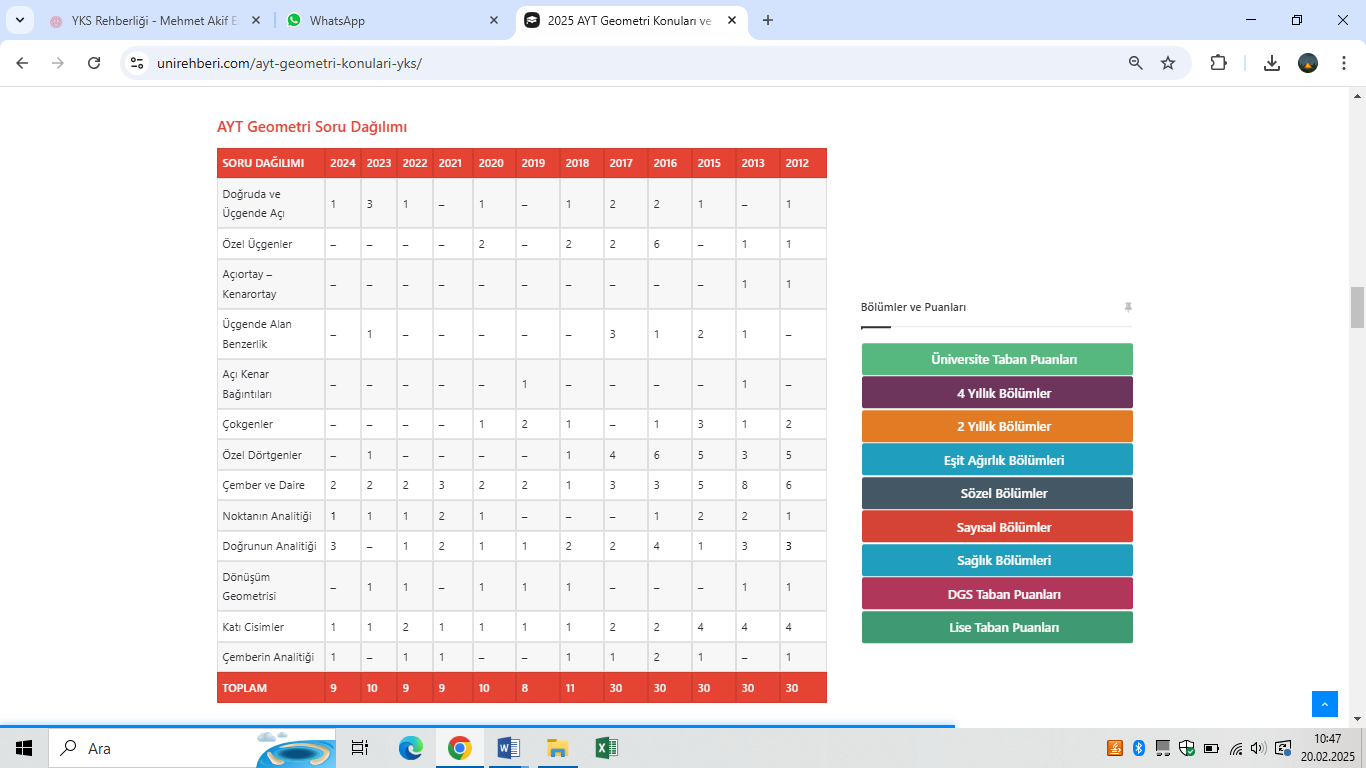 YKS Rehberliği - Mehmet Akif E
WhatsApp
2025 AYT Geometri Konuları ve
unirehberi.com/ayt-geometri-konulari-yks/
AYT Geometri Soru Dağılımı
SORU DAĞILIMI 2024 2023 2022 2021 2020 2019 2018 2017 2016 2015 2013 2012
Doğruda ve
Üçgende Açı 1 3 1 – 1 – 1 2 2 1 – 1
Özel Üçgenler – – – – 2 – 2 2 6 – 1 1
Açıortay –
Kenarortay – – – – – – – – – – 1 1
Üçgende Alan
Benzerlik – 1 – – – – – 3 1 2 1 –
Açı Kenar
Bağıntıları – – – – – 1 – – – – 1 –
Çokgenler – – – – 1 2 1 – 1 3 1 2
Özel Dörtgenler – 1 – – – – 1 4 6 5 3 5
Çember ve Daire 2 2 2 3 2 2 1 3 3 5 8 6
Noktanın Analitiği 1 1 1 2 1 – – – 1 2 2 1
Doğrunun Analitiği 3 – 1 2 1 1 2 2 4 1 3 3
Dönüşüm
Geometrisi – 1 1 – 1 1 1 – – – 1 1
Katı Cisimler 1 1 2 1 1 1 1 2 2 4 4 4
Çemberin Analitiği 1 – 1 1 – – 1 1 2 1 – 1
TOPLAM 9 10 9 9 10 8 11 30 30 30 30 30
Bölümler ve Puanları
Üniversite Taban Puanları
4 Yıllık Bölümler
2 Yıllık Bölümler
Eşit Ağırlık Bölümleri
Sözel Bölümler
Sayısal Bölümler
Sağlık Bölümleri
DGS Taban Puanları
Lise Taban Puanları
Ara
10:47
20.02.2025